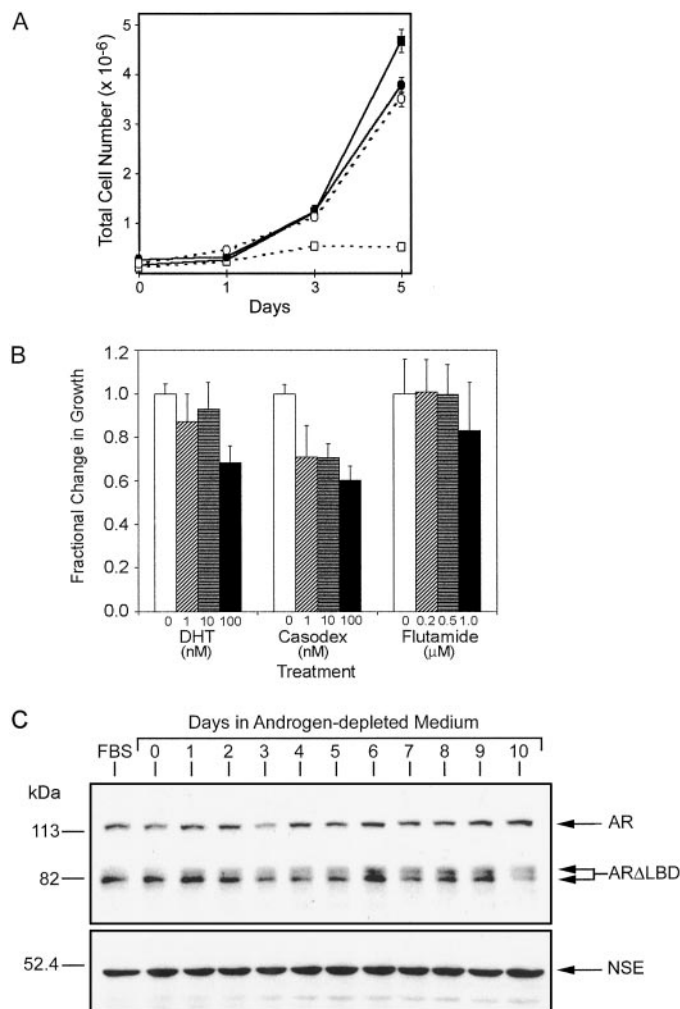 A
Total Cell Number (x 10-6)
5
4
3
2
1
0 1 3 5
Days
B
Fractional Change in Growth
1.2
1.0
0.8
0.6
0.4
0.2
0.0
0 1 10 100 0 1 10 100 0 0.2 0.5 1.0
DHT Casodex Flutamide
(nM) (nM) (µM)
Treatment
C
Days in Androgen-depleted Medium
FBS 0 1 2 3 4 5 6 7 8 9 10
kDa
113
AR
82
ARΔLBD
52.4
NSE